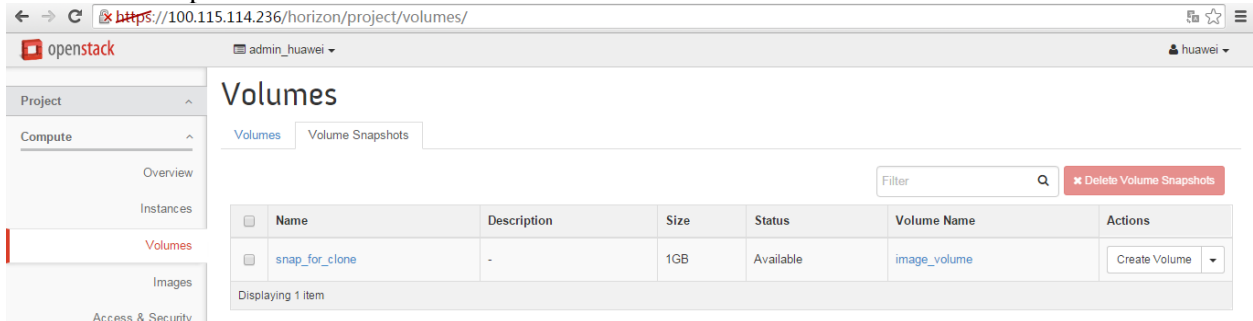 https://100.115.114.236/horizon/project/volumes/
openstack admin_huawei huawei
Project
Compute
Overview
Instances
Volumes
Images
Access & Security
Volumes
Volumes Volume Snapshots
Filter Delete Volume Snapshots
Name Description Size Status Volume Name Actions
snap_for_clone - 1GB Available image_volume Create Volume
Displaying 1 item